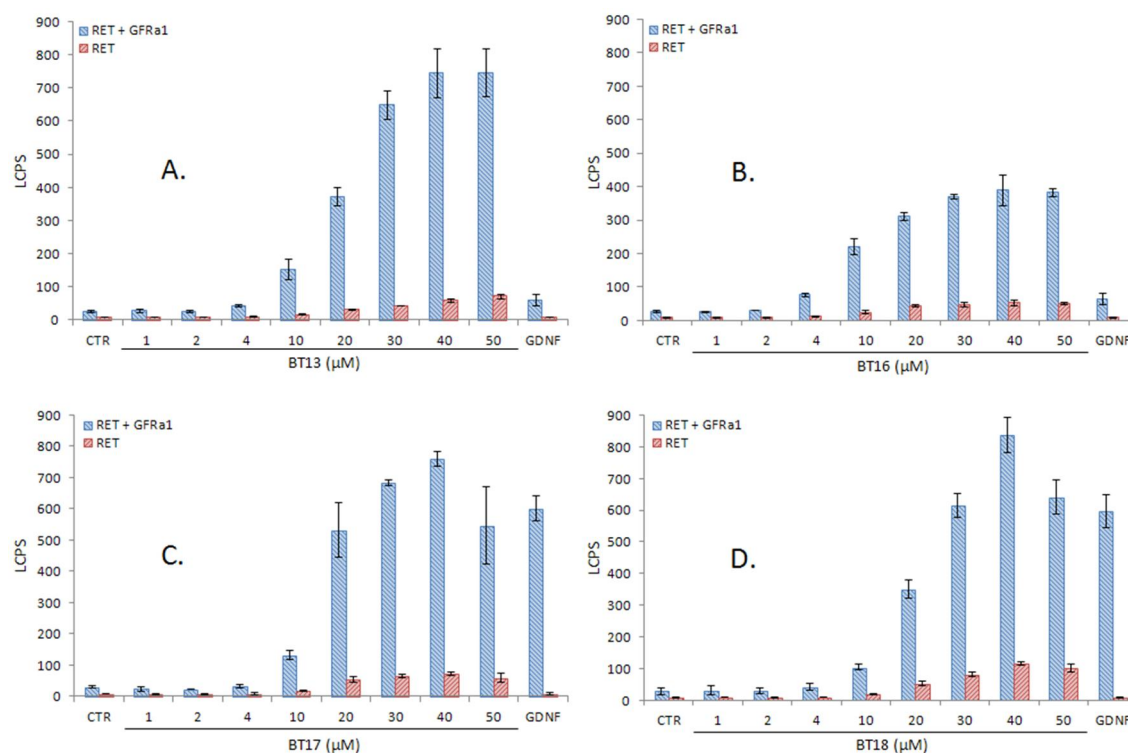 900
800
700
600
500
400
300
200
100
0
LCPS
RET + GFRa1
RET
A.
CTR 1 2 4 10 20 30 40 50 GDNF
BT13 (µM)
900
800
700
600
500
400
300
200
100
0
LCPS
RET + GFRa1
RET
B.
CTR 1 2 4 10 20 30 40 50 GDNF
BT16 (µM)
900
800
700
600
500
400
300
200
100
0
LCPS
RET + GFRa1
RET
C.
CTR 1 2 4 10 20 30 40 50 GDNF
BT17 (µM)
900
800
700
600
500
400
300
200
100
0
LCPS
RET + GFRa1
RET
D.
CTR 1 2 4 10 20 30 40 50 GDNF
BT18 (µM)